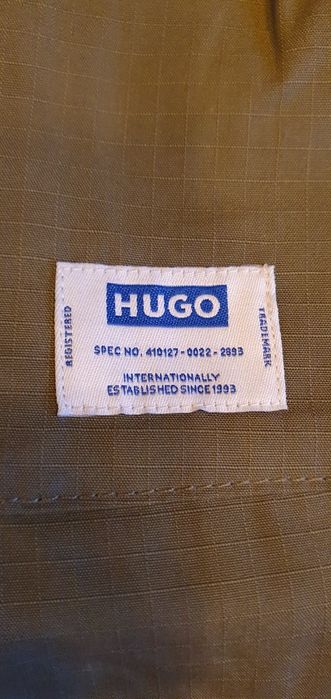 HUGO
REGISTERED
TRADEMARK
SPEC NO. 410127-0022-2893
INTERNATIONALLY
ESTABLISHED SINCE 1993